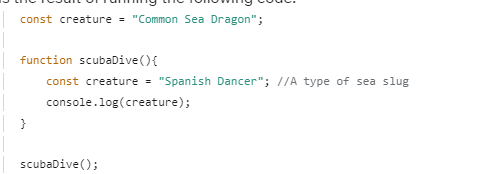 is the result of running the following code.
const creature = "Common Sea Dragon";
function scubaDive(){
const creature = "Spanish Dancer"; //A type of sea slug
console.log(creature);
}
scubaDive();